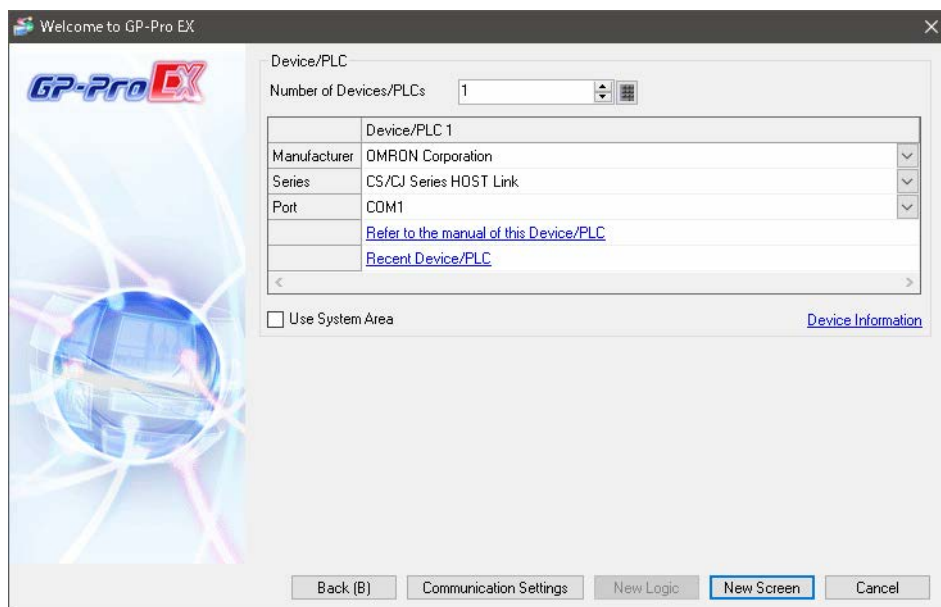 Welcome to GP-Pro EX
GP-Pro EX
Device/PLC
Number of Devices/PLCs 1
Device/PLC 1
Manufacturer OMRON Corporation
Series CS/CJ Series HOST Link
Port COM1
Refer to the manual of this Device/PLC
Recent Device/PLC
Use System Area Device Information
Back (B) Communication Settings New Logic New Screen Cancel